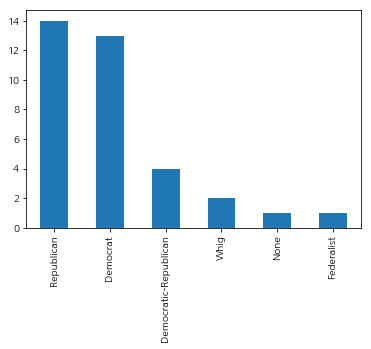 14
12
10
8
6
4
2
0
Republican
Democrat
Democratic-Republican
Whig
None
Federalist